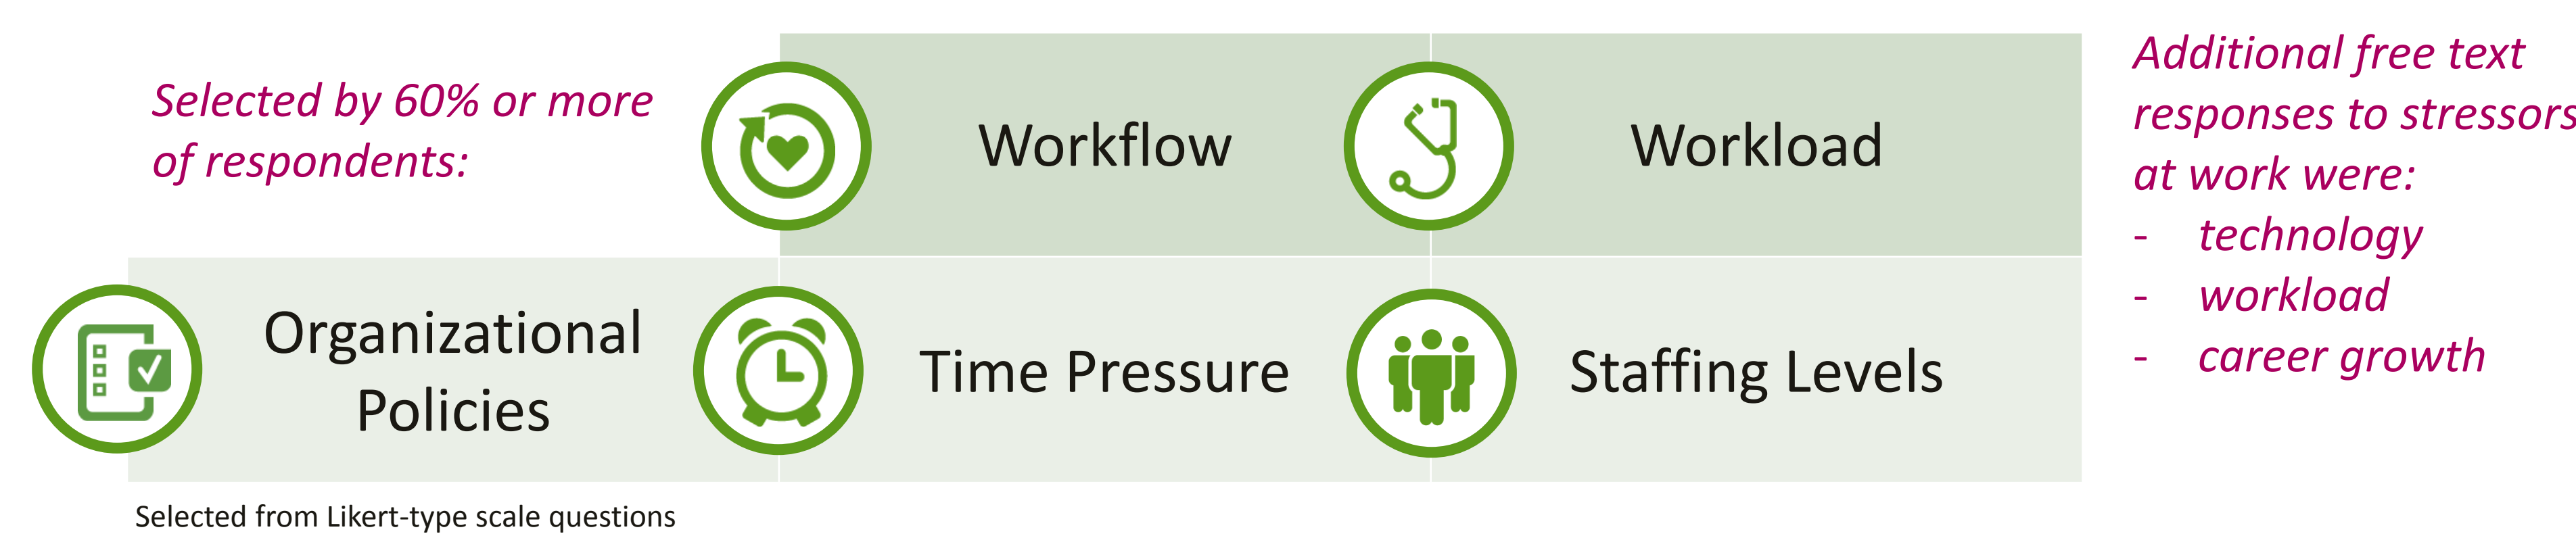 Selected by 60% or more
of respondents:
Workflow
Workload
Organizational
Policies
Time Pressure
Staffing Levels
Selected from Likert-type scale questions
Additional free text
responses to stressors
at work were:
- technology
- workload
- career growth